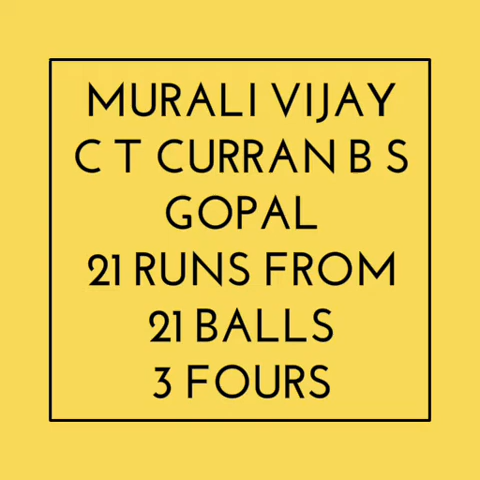 MURALI VIJAY
C T CURRAN B S
GOPAL
21 RUNS FROM
21 BALLS
3 FOURS